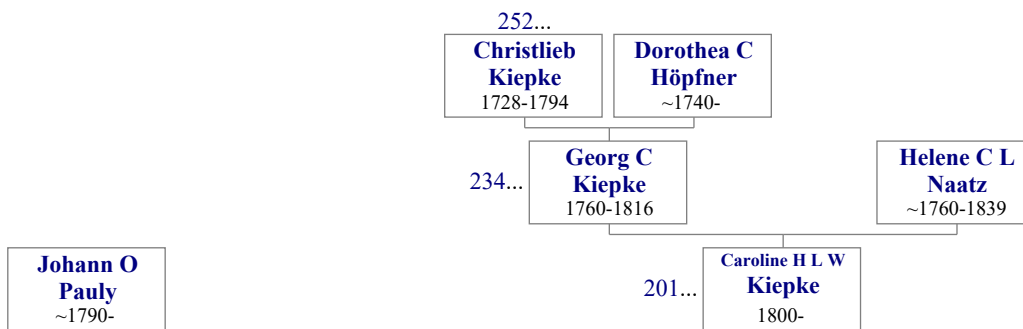 252...
Christlieb
Kiepke
1728-1794
Dorothea C
Höpfner
~1740-
234...
Georg C
Kiepke
1760-1816
Helene C L
Naatz
~1760-1839
Johann O
Pauly
~1790-
201...
Caroline H L W
Kiepke
1800-